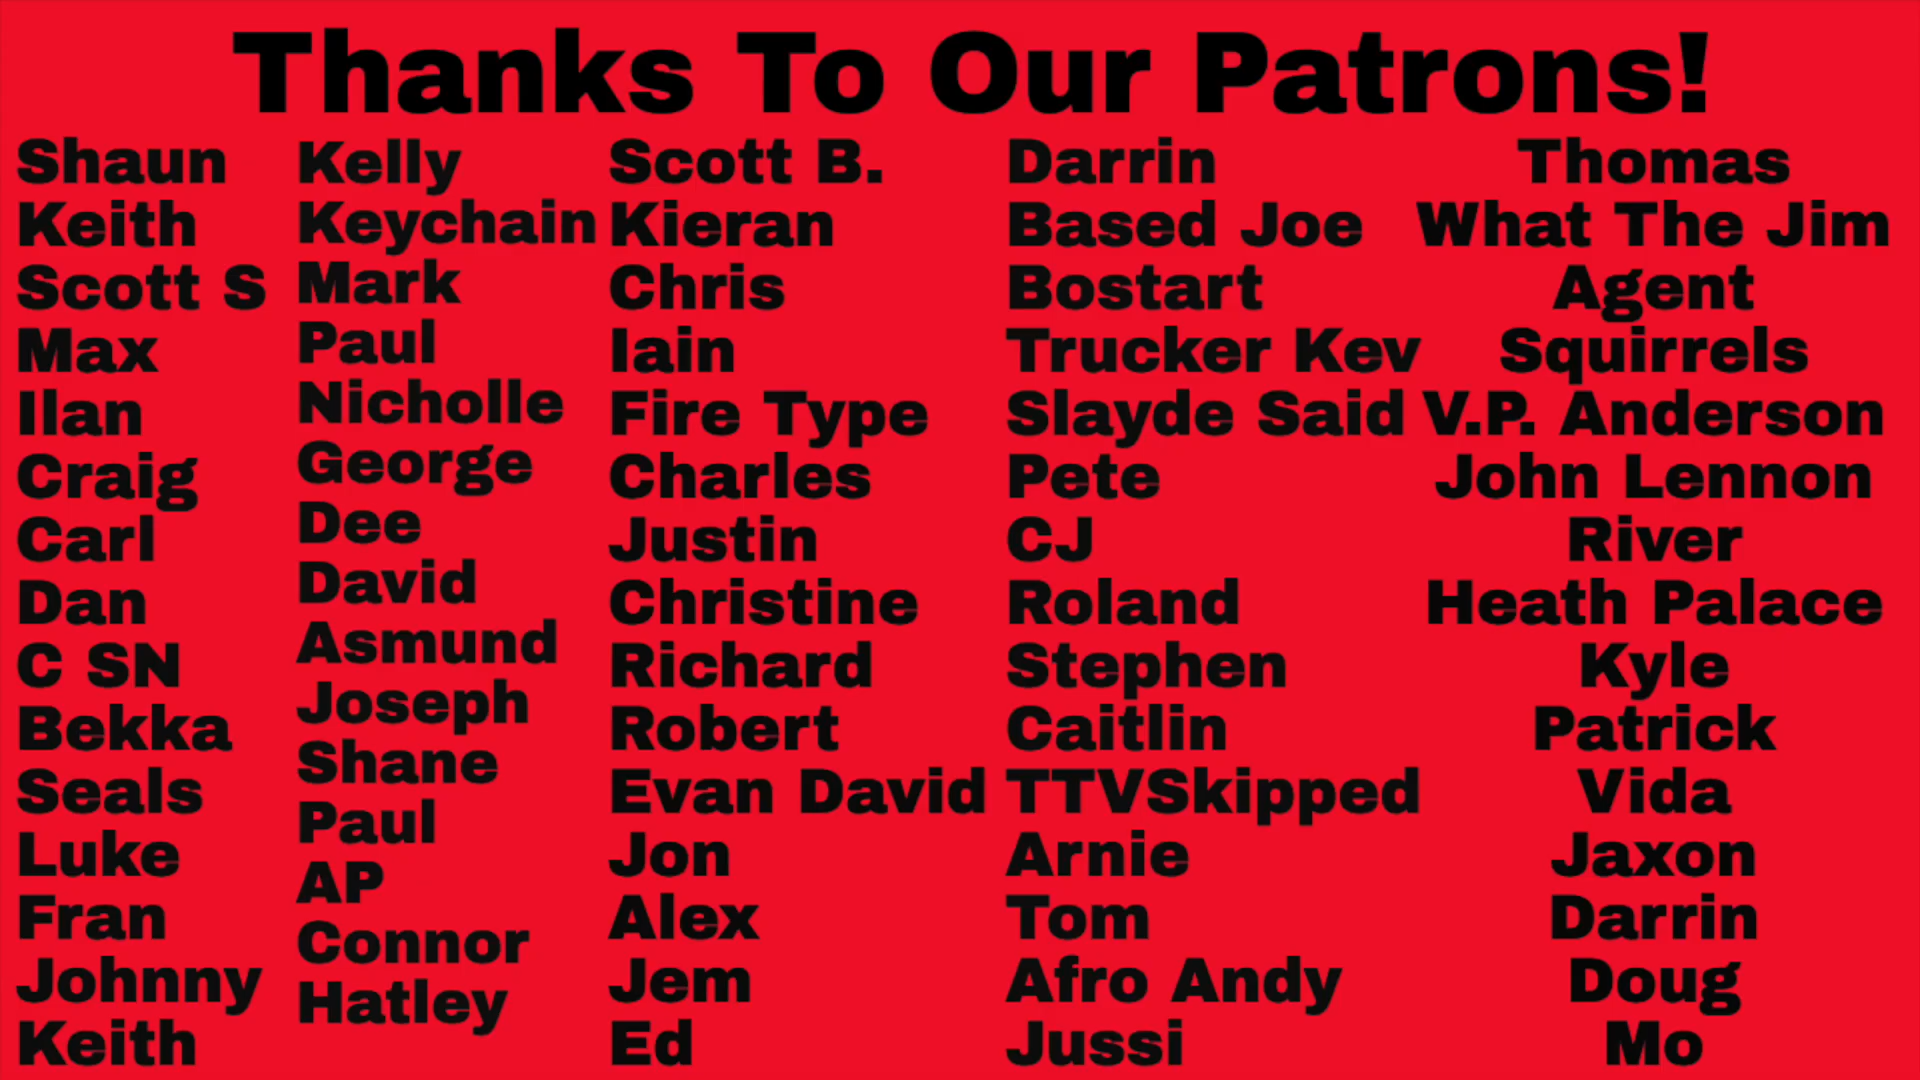 Thanks To Our Patrons!
Shaun
Keith
Scott S
Max
Ilan
Craig
Carl
Dan
C SN
Bekka
Seals
Luke
Fran
Johnny
Keith
Kelly
Keychain
Mark
Paul
Nicholle
George
Dee
David
Asmund
Joseph
Shane
Paul
AP
Connor
Hatley
Scott B.
Kieran
Chris
Iain
Fire Type
Charles
Justin
Christine
Richard
Robert
Evan David
Jon
Alex
Jem
Ed
Darrin
Based Joe
Bostart
Trucker Kev
Slayde Said
Pete
CJ
Roland
Stephen
Caitlin
TTVSkipped
Arnie
Tom
Afro Andy
Jussi
Thomas
What The Jim
Agent
Squirrels
V.P. Anderson
John Lennon
River
Heath Palace
Kyle
Patrick
Vida
Jaxon
Darrin
Doug
Mo